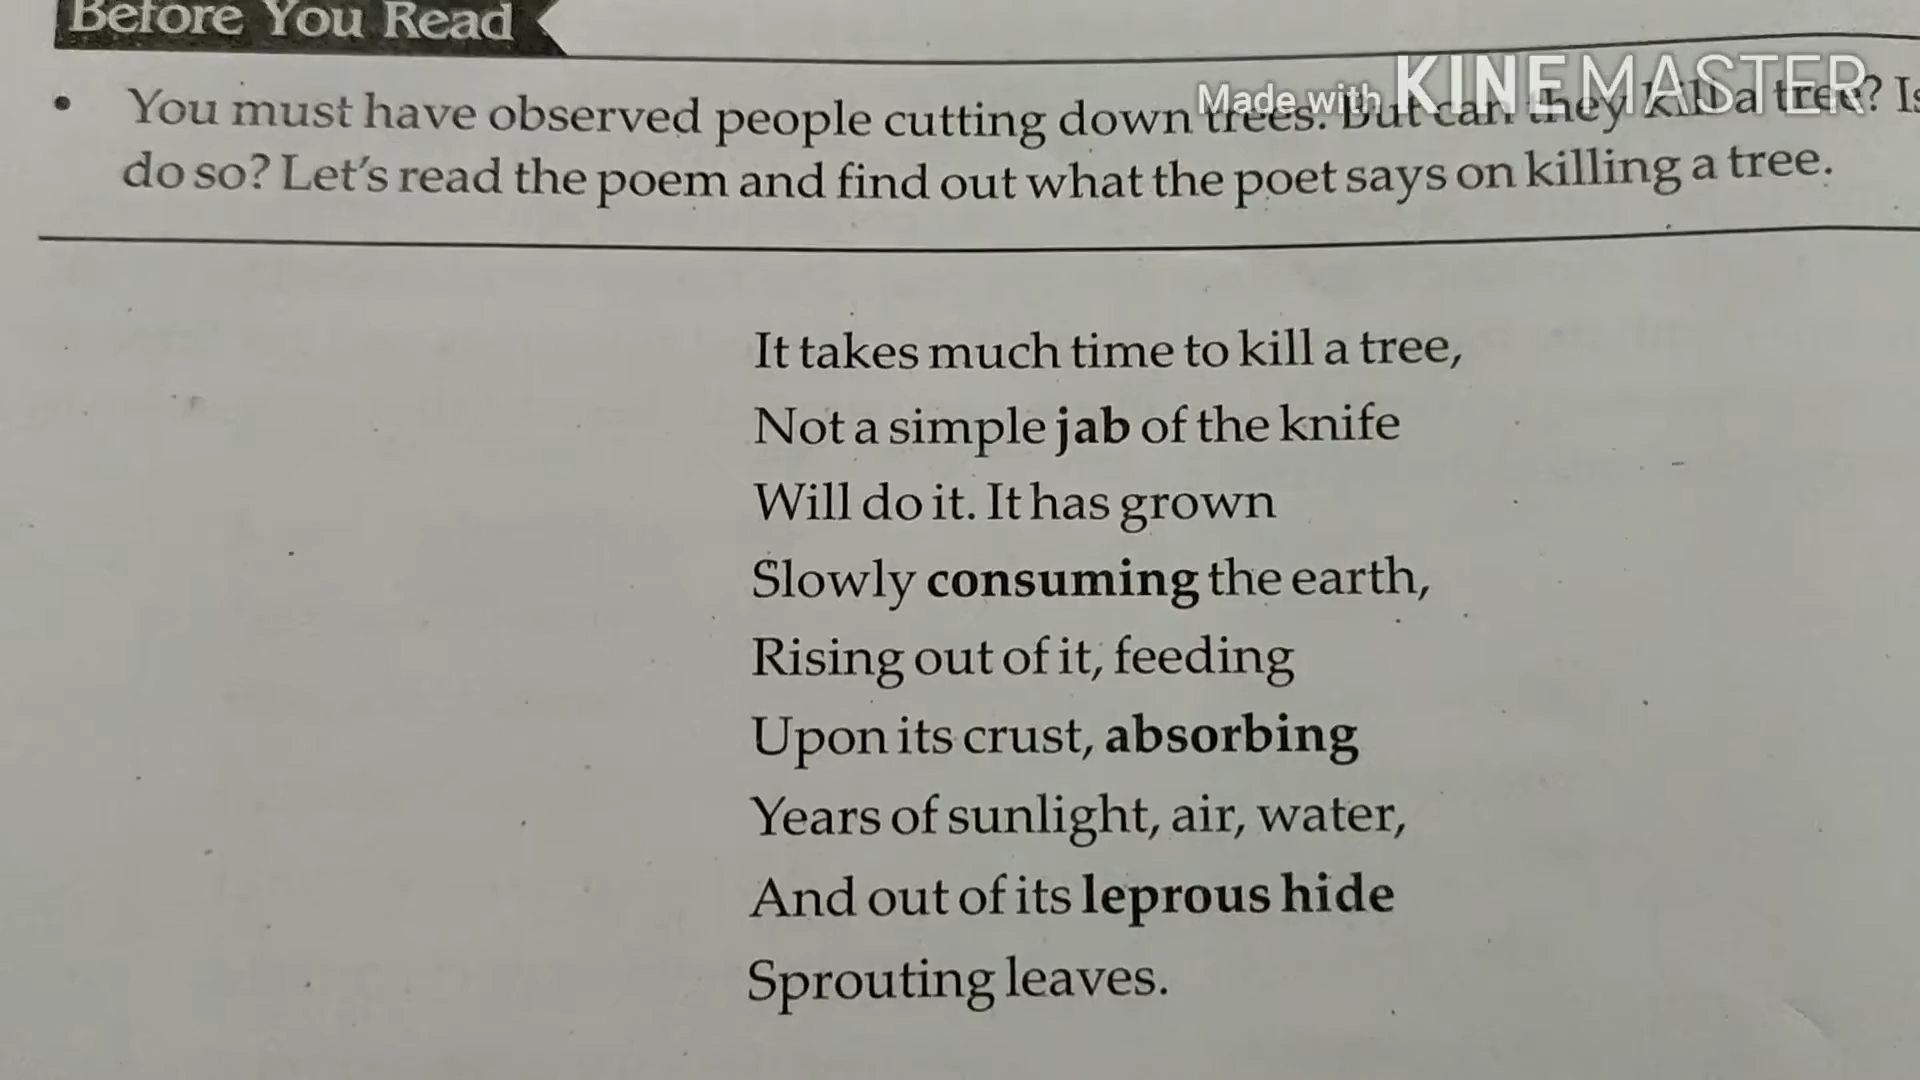 Before You Read
Made with KINEMASTER
• You must have observed people cutting down trees. But can they kill a tree? Is
do so? Let's read the poem and find out what the poet says on killing a tree.
It takes much time to kill a tree,
Not a simple jab of the knife
Will do it. It has grown
Slowly consuming the earth,
Rising out of it, feeding
Upon its crust, absorbing
Years of sunlight, air, water,
And out of its leprous hide
Sprouting leaves.